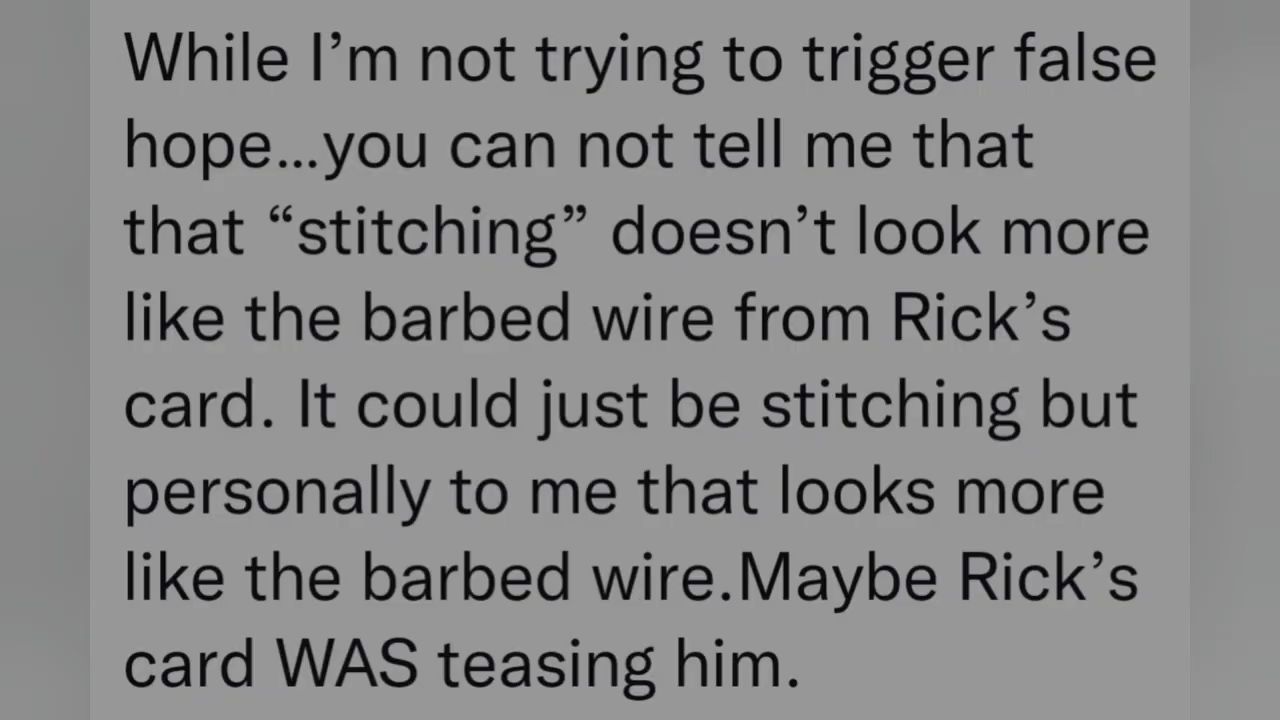 While I’m not trying to trigger false
hope...you can not tell me that
that “stitching” doesn’t look more
like the barbed wire from Rick’s
card. It could just be stitching but
personally to me that looks more
like the barbed wire.Maybe Rick’s
card WAS teasing him.